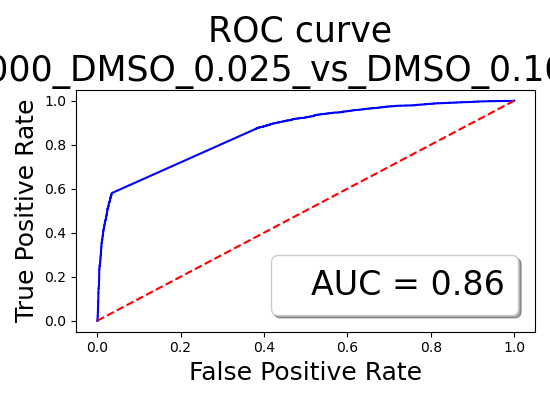 ROC curve
000_DMSO_0.025_vs_DMSO_0.10
1.0
0.8
0.6
0.4
0.2
0.0
True Positive Rate
AUC = 0.86
0.0 0.2 0.4 0.6 0.8 1.0
False Positive Rate